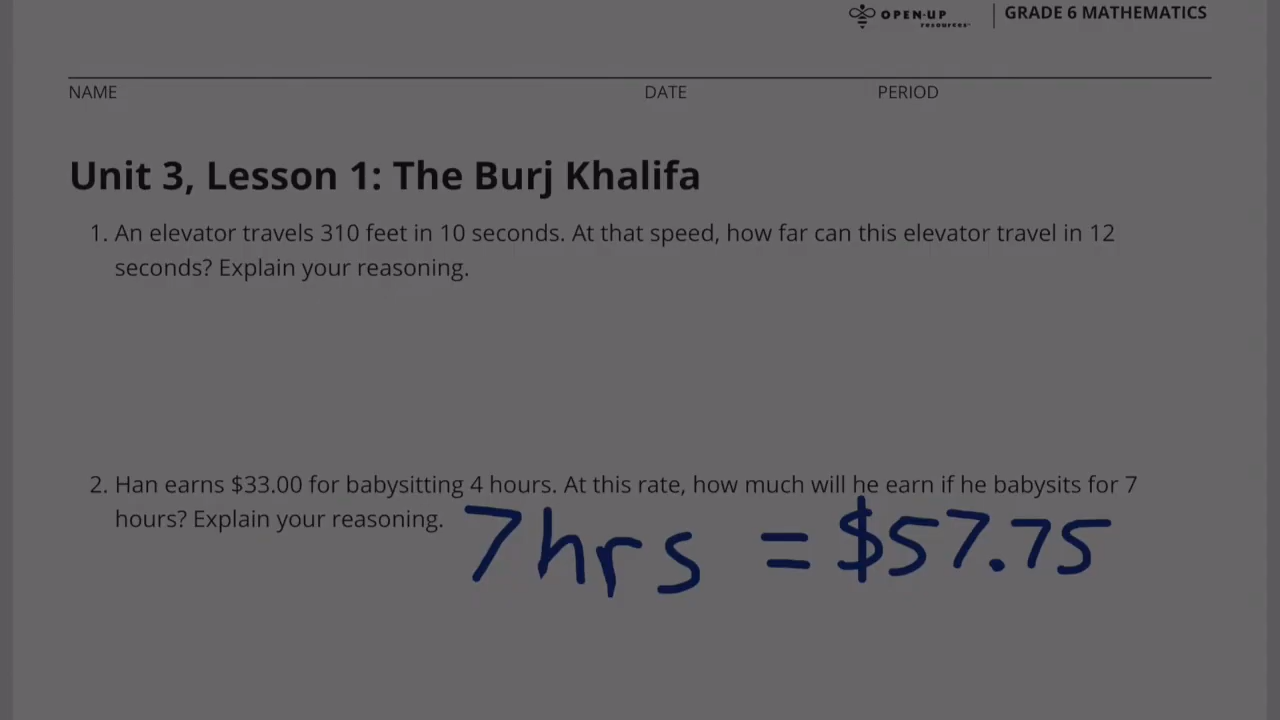 OPEN-UP resources GRADE 6 MATHEMATICS
NAME DATE PERIOD
Unit 3, Lesson 1: The Burj Khalifa
1. An elevator travels 310 feet in 10 seconds. At that speed, how far can this elevator travel in 12
seconds? Explain your reasoning.
2. Han earns $33.00 for babysitting 4 hours. At this rate, how much will he earn if he babysits for 7
hours? Explain your reasoning.
7hrs = $57.75